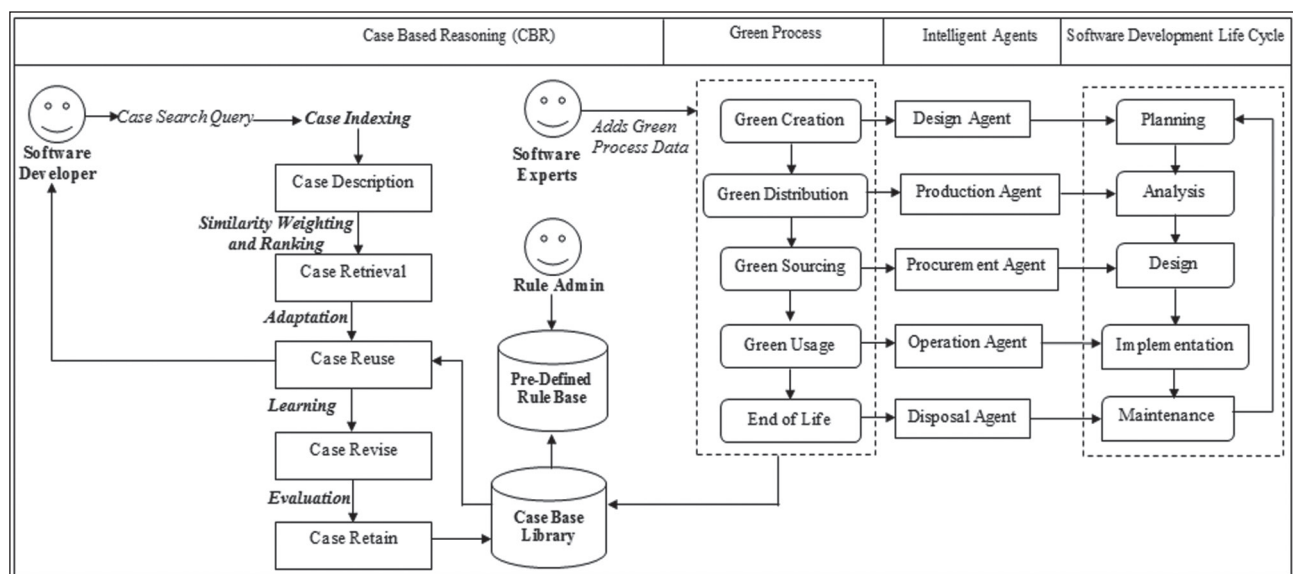 Case Based Reasoning (CBR)
Green Process
Intelligent Agents
Software Development Life Cycle
Software
Developer
Case Search Query
Case Indexing
Case Description
Similarity Weighting
and Ranking
Case Retrieval
Adaptation
Case Reuse
Learning
Case Revise
Evaluation
Case Retain
Software
Experts
Adds Green
Process Data
Rule Admin
Pre-Defined
Rule Base
Case Base
Library
Green Creation
Green Distribution
Green Sourcing
Green Usage
End of Life
Design Agent
Production Agent
Procurement Agent
Operation Agent
Disposal Agent
Planning
Analysis
Design
Implementation
Maintenance